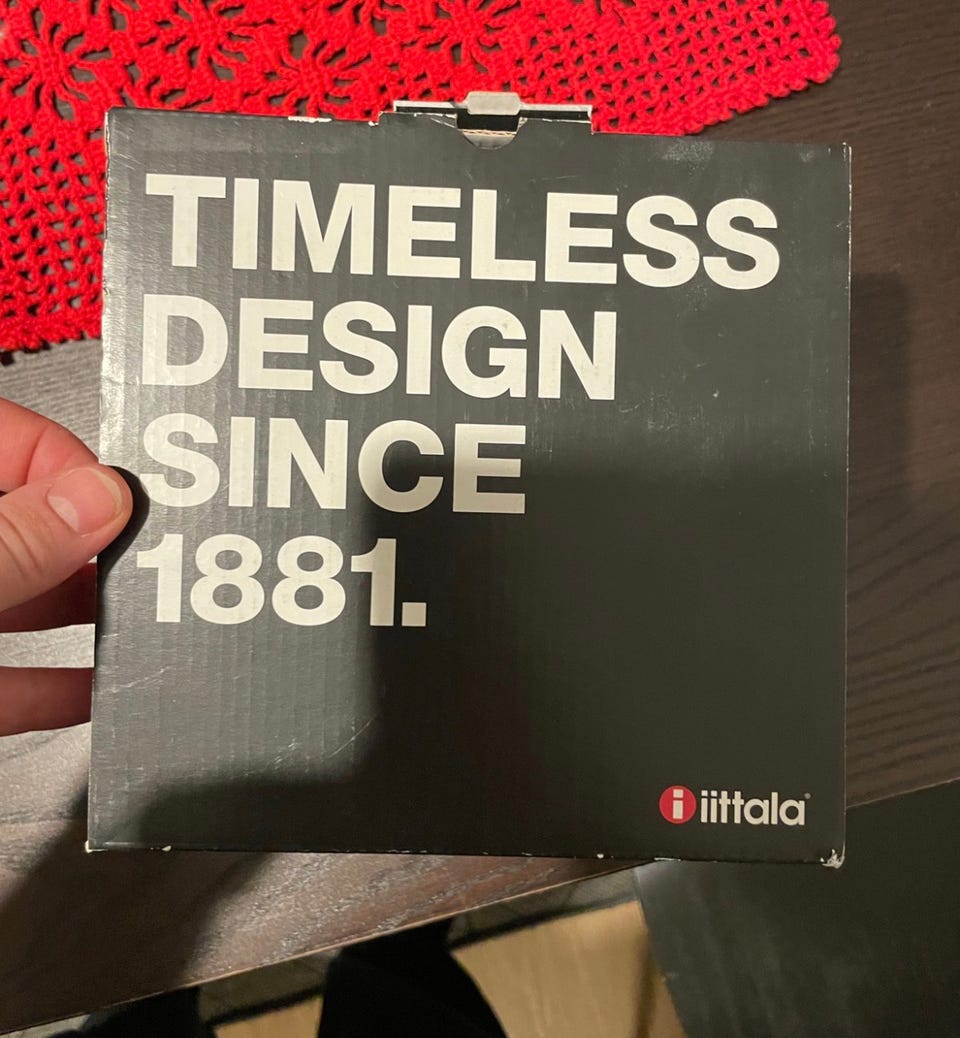 TIMELESS
DESIGN
SINCE
1881.
i iittala